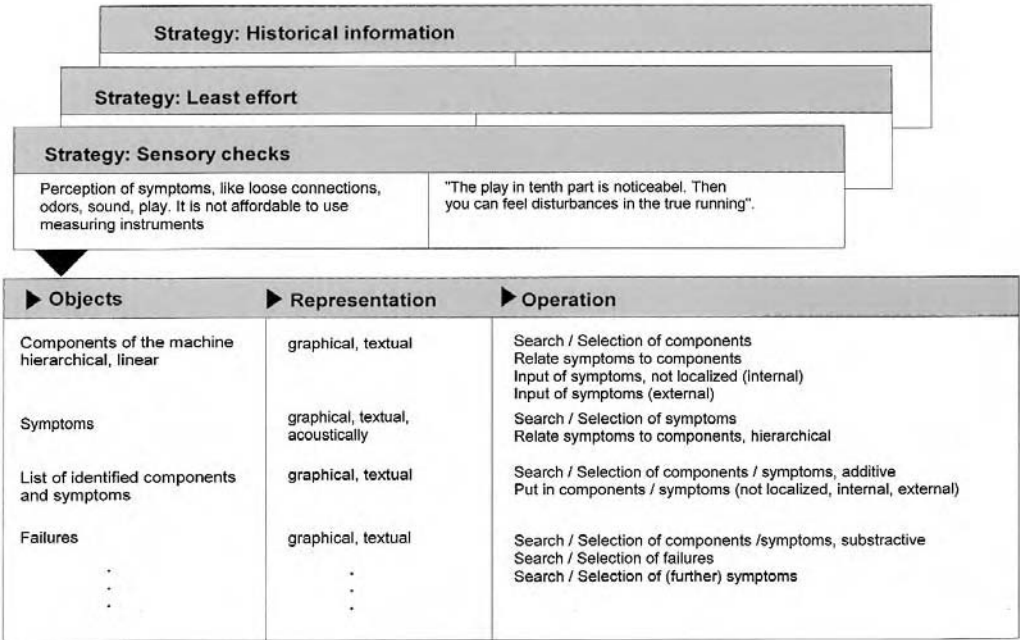 Strategy: Historical information
Strategy: Least effort
Strategy: Sensory checks
Perception of symptoms, like loose connections,
odors, sound, play. It is not affordable to use
measuring instruments
"The play in tenth part is noticeabel. Then
you can feel disturbances in the true running".
Objects
Representation
Operation
Components of the machine
hierarchical, linear
graphical, textual
Search / Selection of components
Relate symptoms to components
Input of symptoms, not localized (internal)
Input of symptoms (external)
Symptoms
graphical, textual,
acoustically
Search / Selection of symptoms
Relate symptoms to components, hierarchical
List of identified components
and symptoms
graphical, textual
Search / Selection of components / symptoms, additive
Put in components / symptoms (not localized, internal, external)
Failures
graphical, textual
Search / Selection of components /symptoms, substractive
Search / Selection of failures
Search / Selection of (further) symptoms